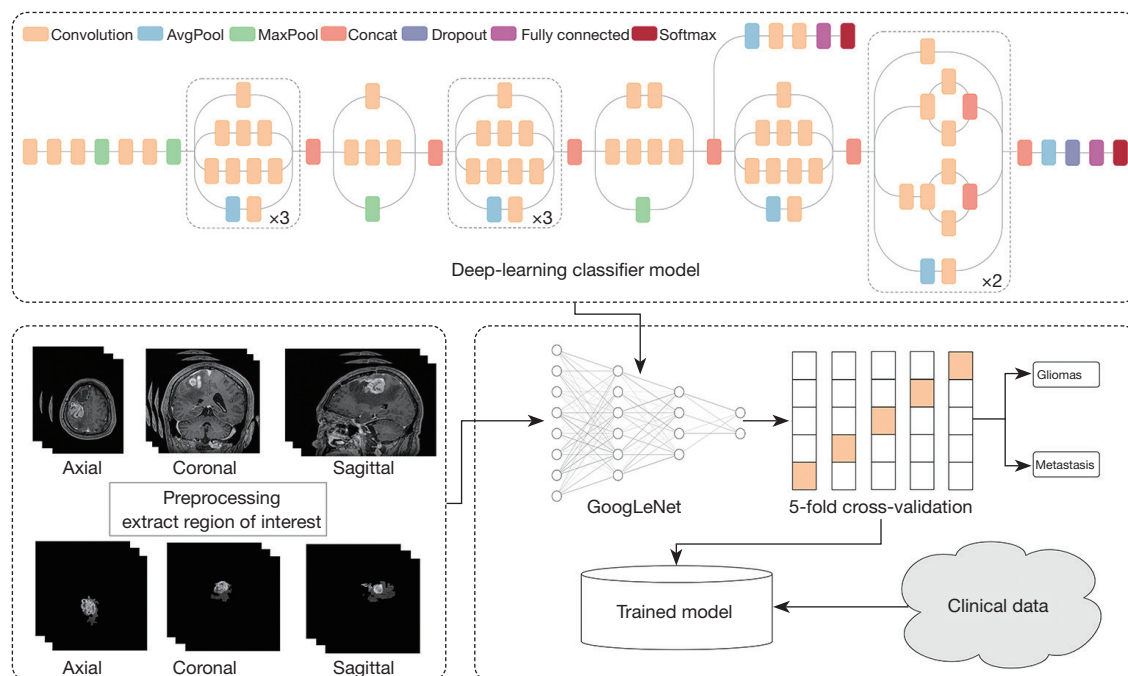 Convolution AvgPool MaxPool Concat Dropout Fully connected Softmax
×3
×3
×2
Deep-learning classifier model
Axial Coronal Sagittal
Preprocessing
extract region of interest
Axial Coronal Sagittal
GoogLeNet
5-fold cross-validation
Gliomas
Metastasis
Trained model
Clinical data